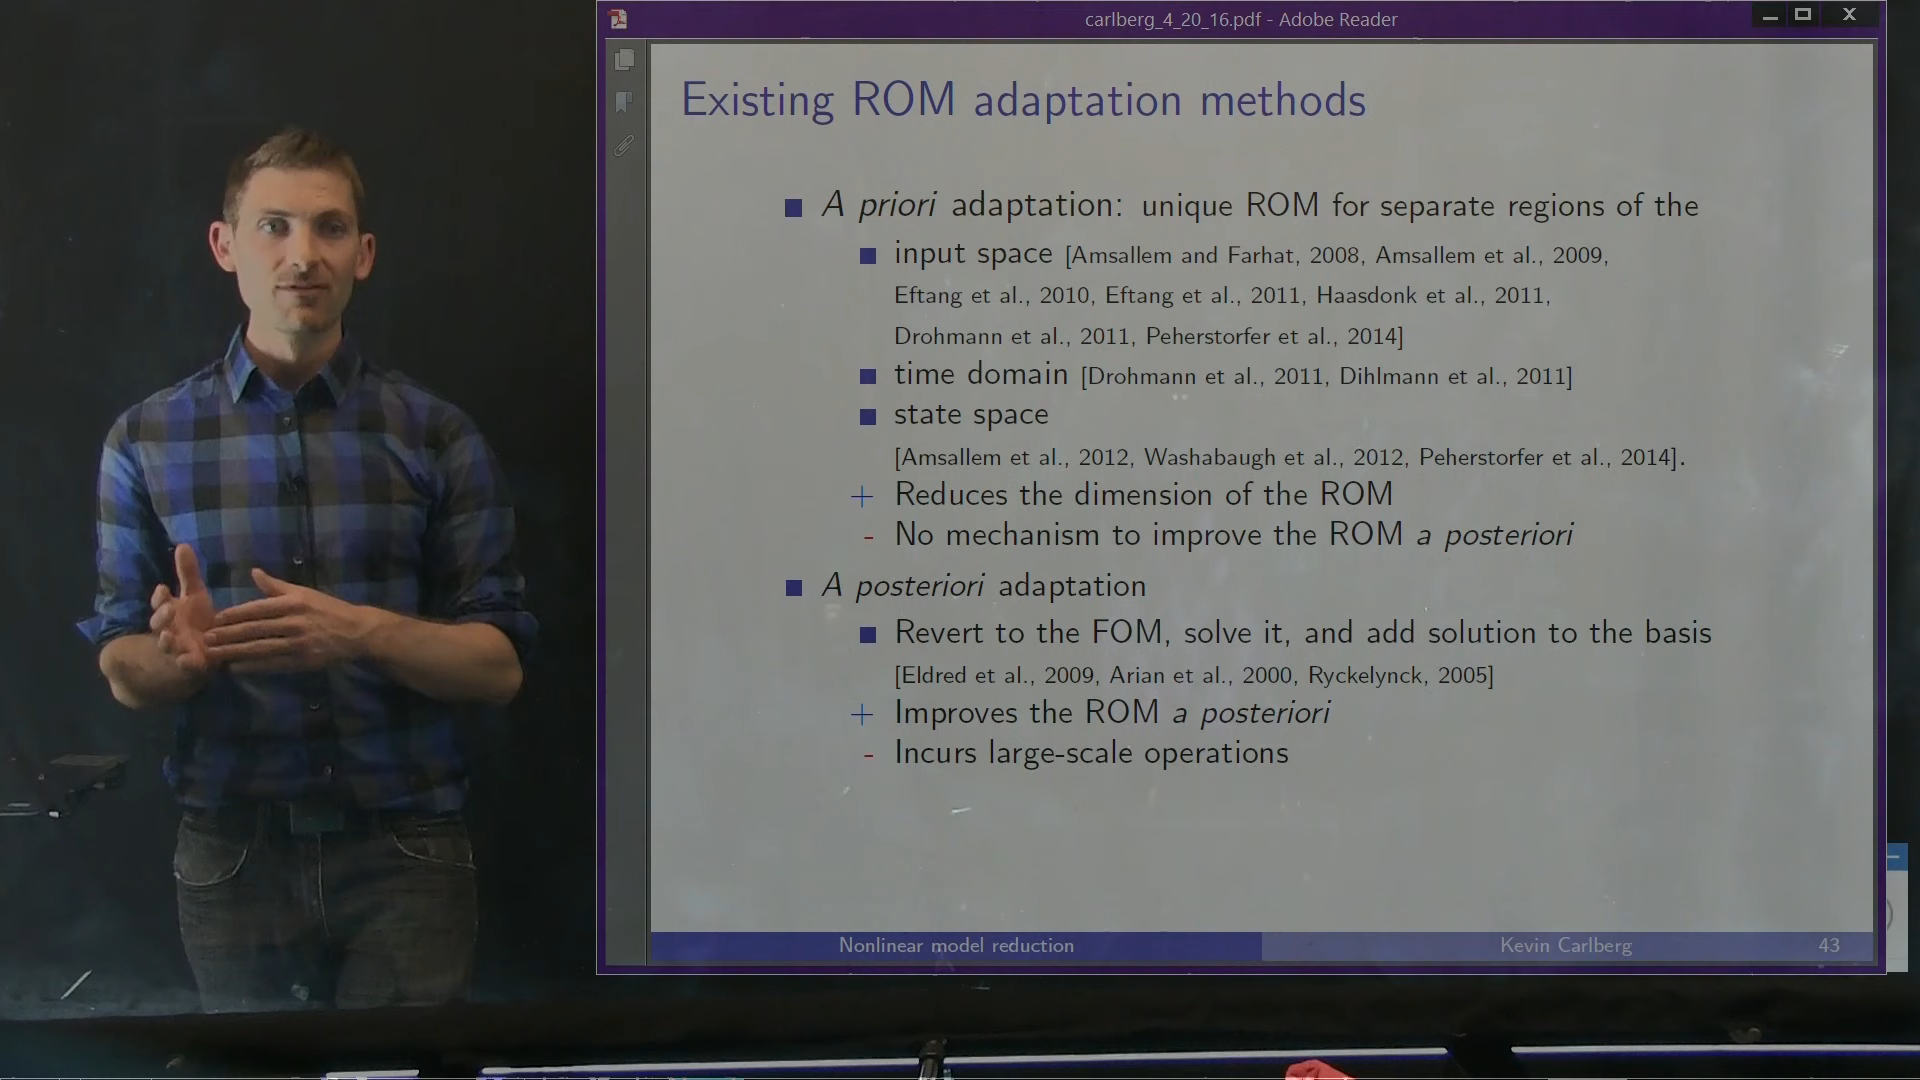 carlberg_4_20_16.pdf - Adobe Reader
Existing ROM adaptation methods
A priori adaptation: unique ROM for separate regions of the
input space [Amsallem and Farhat, 2008, Amsallem et al., 2009,
Eftang et al., 2010, Eftang et al., 2011, Haasdonk et al., 2011,
Drohmann et al., 2011, Peherstorfer et al., 2014]
time domain [Drohmann et al., 2011, Dihlmann et al., 2011]
state space
[Amsallem et al., 2012, Washabaugh et al., 2012, Peherstorfer et al., 2014].
+ Reduces the dimension of the ROM
- No mechanism to improve the ROM a posteriori
A posteriori adaptation
Revert to the FOM, solve it, and add solution to the basis
[Eldred et al., 2009, Arian et al., 2000, Ryckelynck, 2005]
+ Improves the ROM a posteriori
- Incurs large-scale operations
Nonlinear model reduction Kevin Carlberg 43